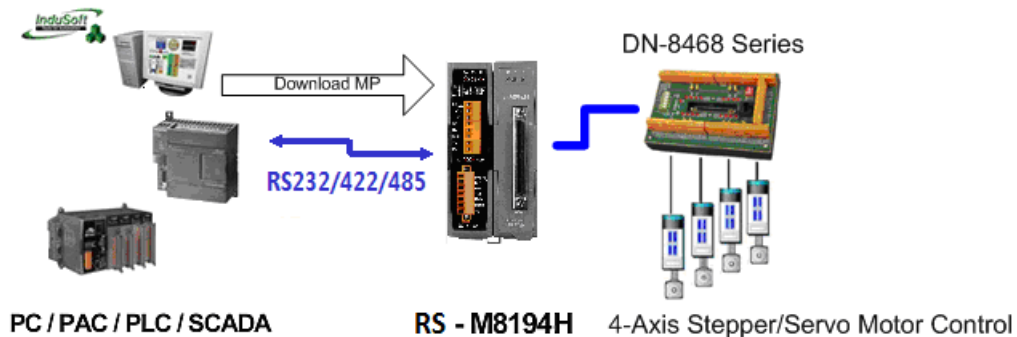 InduSoft
Download MP
RS232/422/485
DN-8468 Series
PC / PAC / PLC / SCADA
RS - M8194H
4-Axis Stepper/Servo Motor Control